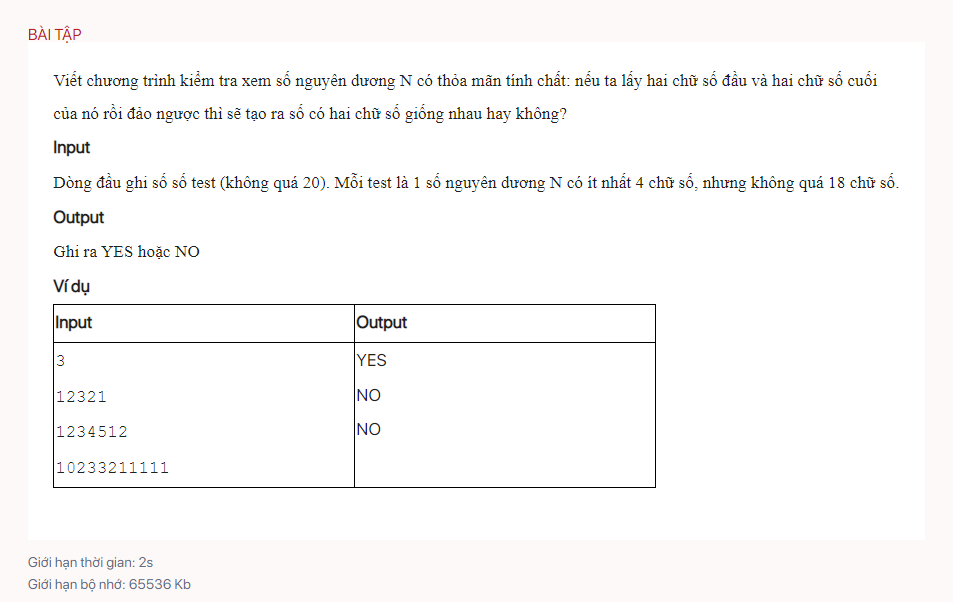 BÀI TẬP
Viết chương trình kiểm tra xem số nguyên dương N có thỏa mãn tính chất: nếu ta lấy hai chữ số đầu và hai chữ số cuối
của nó rồi đảo ngược thì sẽ tạo ra số có hai chữ số giống nhau hay không?
Input
Dòng đầu ghi số số test (không quá 20). Mỗi test là 1 số nguyên dương N có ít nhất 4 chữ số, nhưng không quá 18 chữ số.
Output
Ghi ra YES hoặc NO
Ví dụ
Input Output
3 YES
12321 NO
1234512 NO
10233211111
Giới hạn thời gian: 2s
Giới hạn bộ nhớ: 65536 Kb